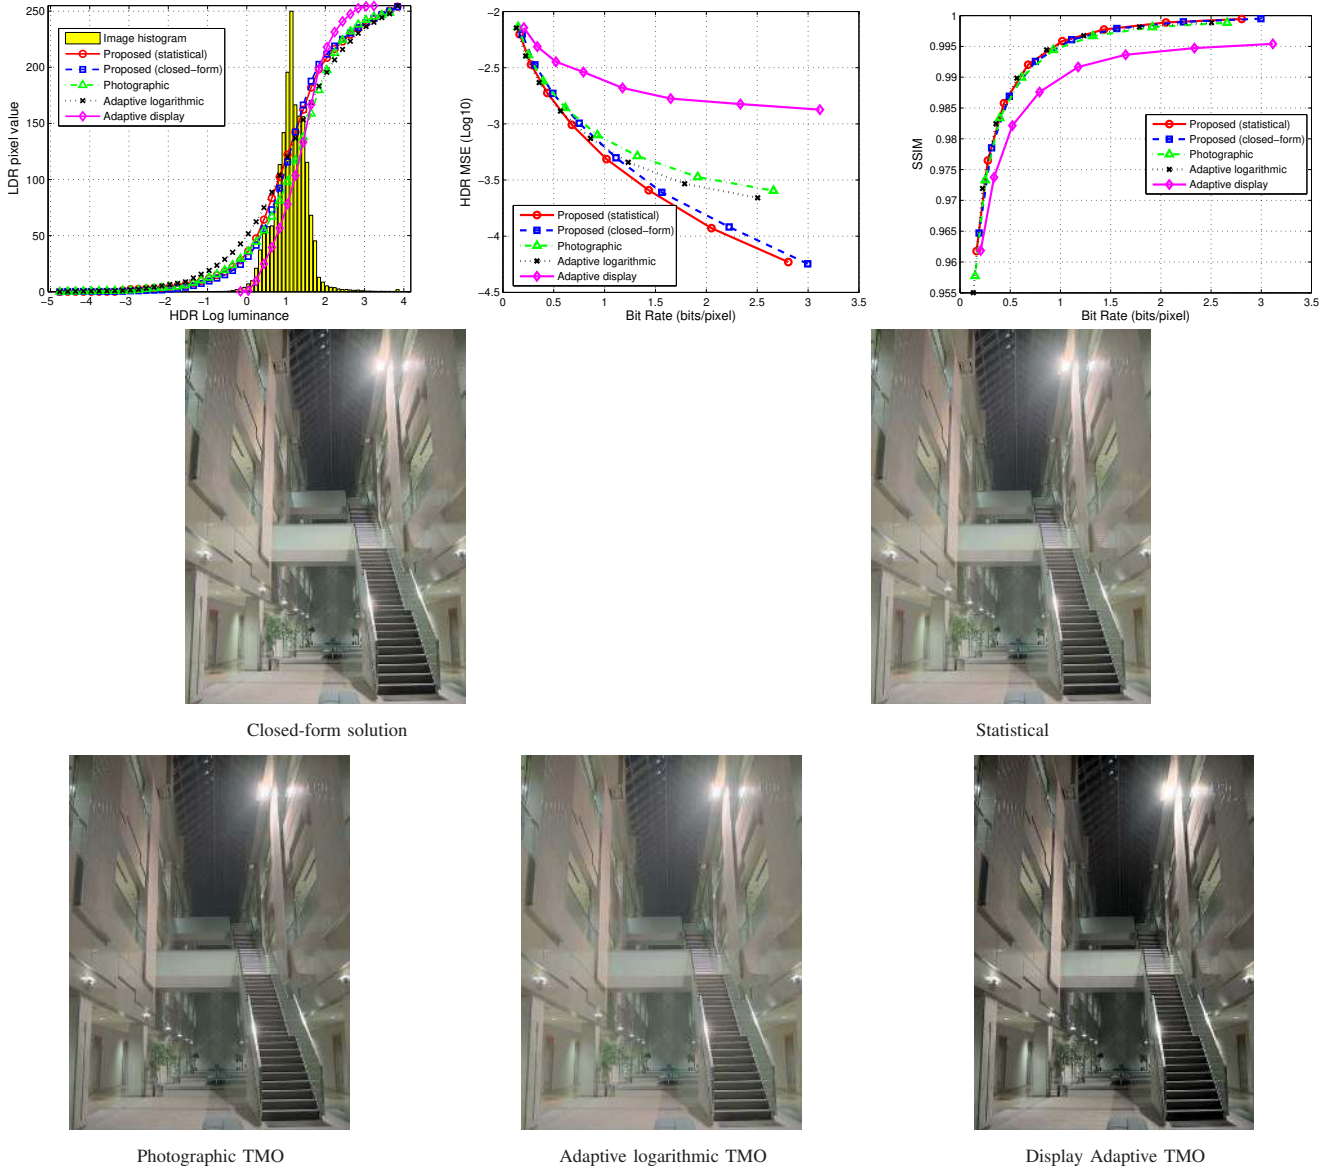 250
200
150
100
50
0
−5
−4
−3
−2
−1
0
1
2
3
4
LDR pixel value
HDR Log luminance
Image histogram
Proposed (statistical)
Proposed (closed−form)
Photographic
Adaptive logarithmic
Adaptive display
−2
−2.5
−3
−3.5
−4
−4.5
0
0.5
1
1.5
2
2.5
3
3.5
HDR MSE (Log10)
Bit Rate (bits/pixel)
Proposed (statistical)
Proposed (closed−form)
Photographic
Adaptive logarithmic
Adaptive display
1
0.995
0.99
0.985
0.98
0.975
0.97
0.965
0.96
0.955
0
0.5
1
1.5
2
2.5
3
3.5
SSIM
Bit Rate (bits/pixel)
Proposed (statistical)
Proposed (closed−form)
Photographic
Adaptive logarithmic
Adaptive display
Closed-form solution
Statistical
Photographic TMO
Adaptive logarithmic TMO
Display Adaptive TMO